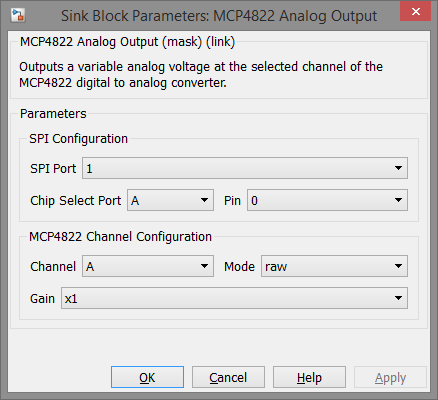 Sink Block Parameters: MCP4822 Analog Output
MCP4822 Analog Output (mask) (link)
Outputs a variable analog voltage at the selected channel of the
MCP4822 digital to analog converter.
Parameters
SPI Configuration
SPI Port 1
Chip Select Port A Pin 0
MCP4822 Channel Configuration
Channel A Mode raw
Gain x1
OK Cancel Help Apply